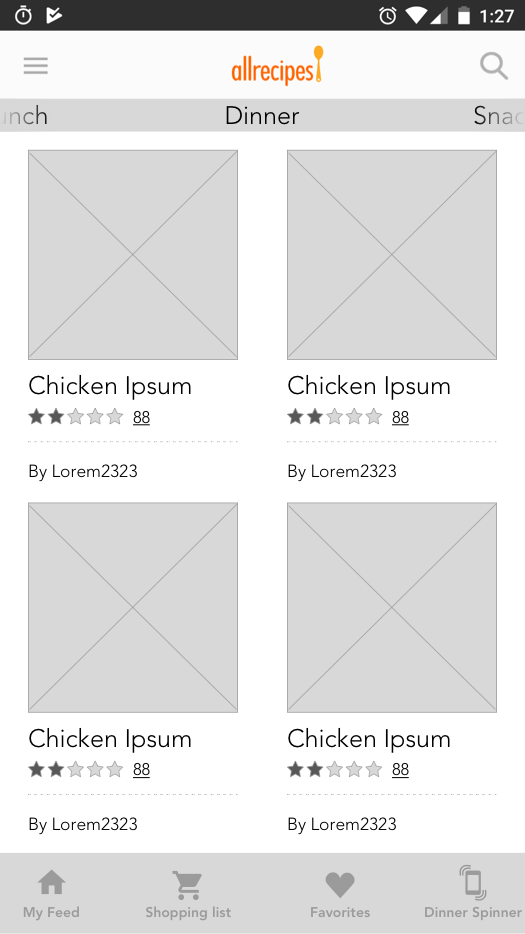 1:27
allrecipes
unch Dinner Snac
Chicken Ipsum Chicken Ipsum
88 88
By Lorem2323 By Lorem2323
Chicken Ipsum Chicken Ipsum
88 88
By Lorem2323 By Lorem2323
My Feed Shopping list Favorites Dinner Spinner